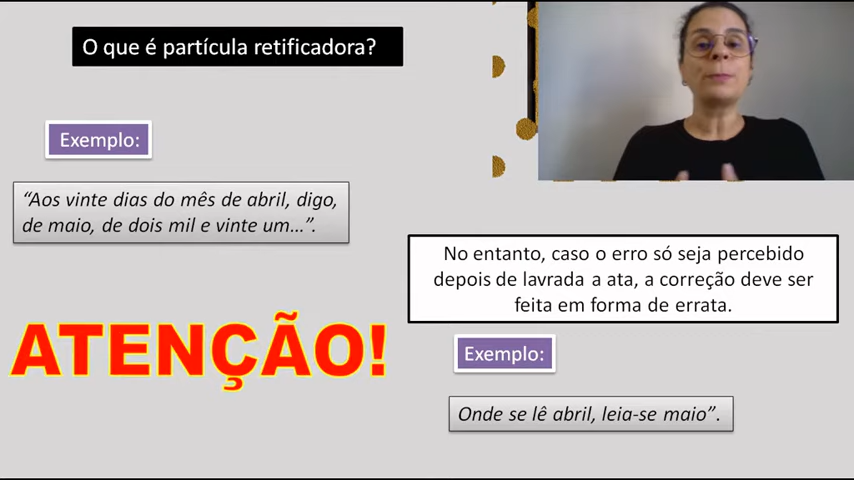 O que é partícula retificadora?
Exemplo:
“Aos vinte dias do mês de abril, digo,
de maio, de dois mil e vinte um...”.
No entanto, caso o erro só seja percebido
depois de lavrada a ata, a correção deve ser
feita em forma de errata.
ATENÇÃO!
Exemplo:
Onde se lê abril, leia-se maio”.